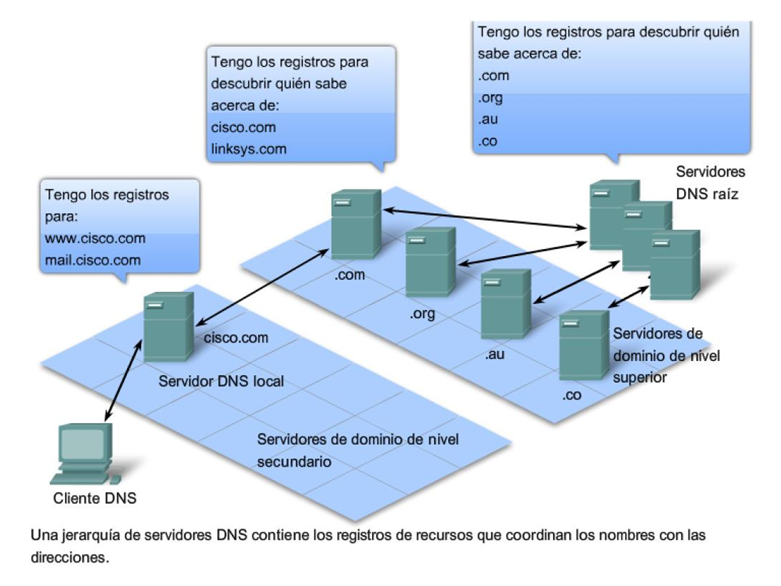 Tengo los registros para descubrir quién
sabe acerca de:
.com
.org
.au
.co
Tengo los registros para
descubrir quién sabe
acerca de:
cisco.com
linksys.com
Tengo los registros
para:
www.cisco.com
mail.cisco.com
Servidores
DNS raíz
.com
.org
.au
.co
Servidores de
dominio de nível
superior
cisco.com
Servidor DNS local
Servidores de dominio de nível
secundario
Cliente DNS
Una jerarquía de servidores DNS contiene los registros de recursos que coordinan los nombres con las
direcciones.